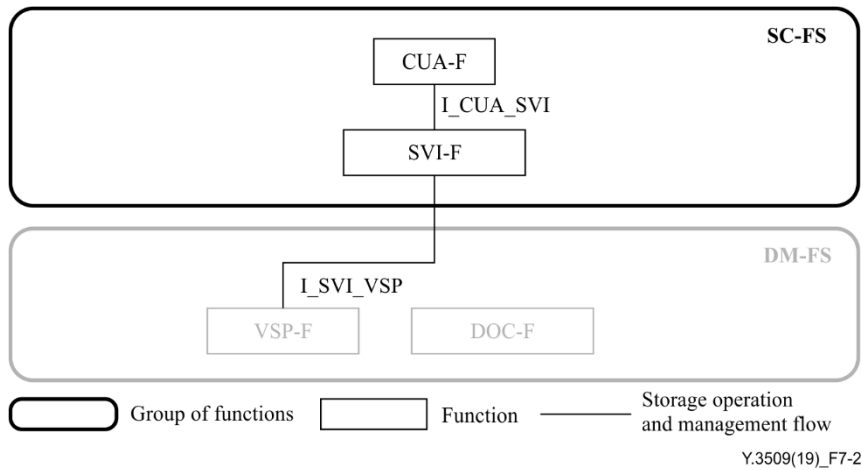 SC-FS
CUA-F
I_CUA_SVI
SVI-F
DM-FS
I_SVI_VSP
VSP-F
DOC-F
Group of functions
Function
Storage operation
and management flow
Y.3509(19)_F7-2